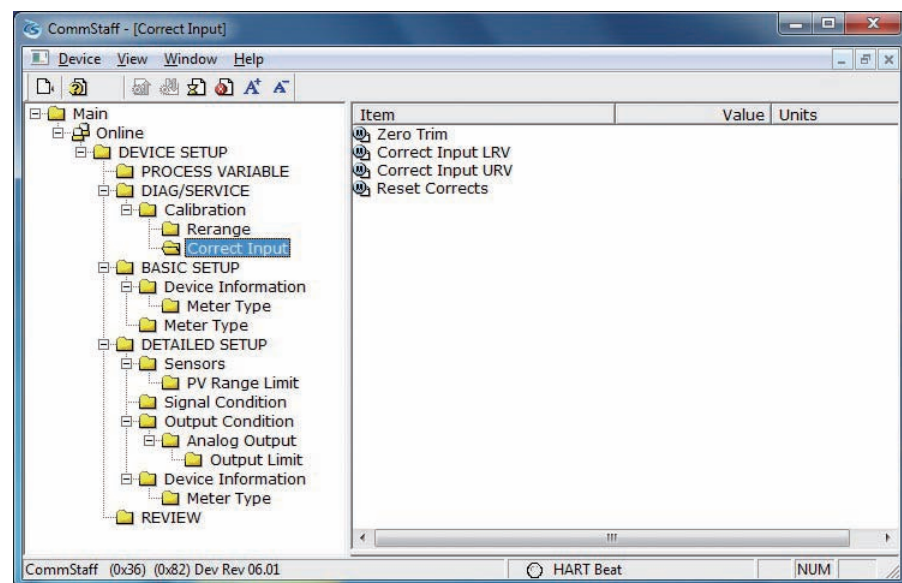 CommStaff - [Correct Input]
Device View Window Help
Main
Online
DEVICE SETUP
PROCESS VARIABLE
DIAG/SERVICE
Calibration
Rerange
Correct Input
BASIC SETUP
Device Information
Meter Type
Meter Type
DETAILED SETUP
Sensors
PV Range Limit
Signal Condition
Output Condition
Analog Output
Output Limit
Device Information
Meter Type
REVIEW
Item Value Units
Zero Trim
Correct Input LRV
Correct Input URV
Reset Corrects
CommStaff (0x36) (0x82) Dev Rev 06.01 HART Beat NUM